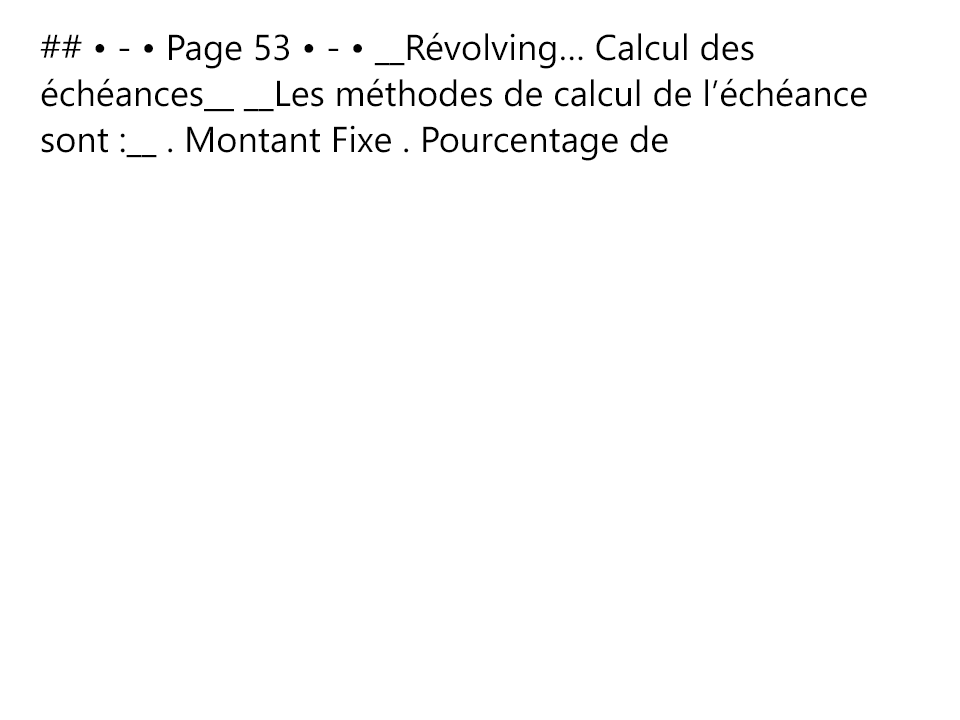 ## • - • Page 53 • - • __Révolving… Calcul des
échéances__ __Les méthodes de calcul de l’échéance
sont :__ . Montant Fixe . Pourcentage de